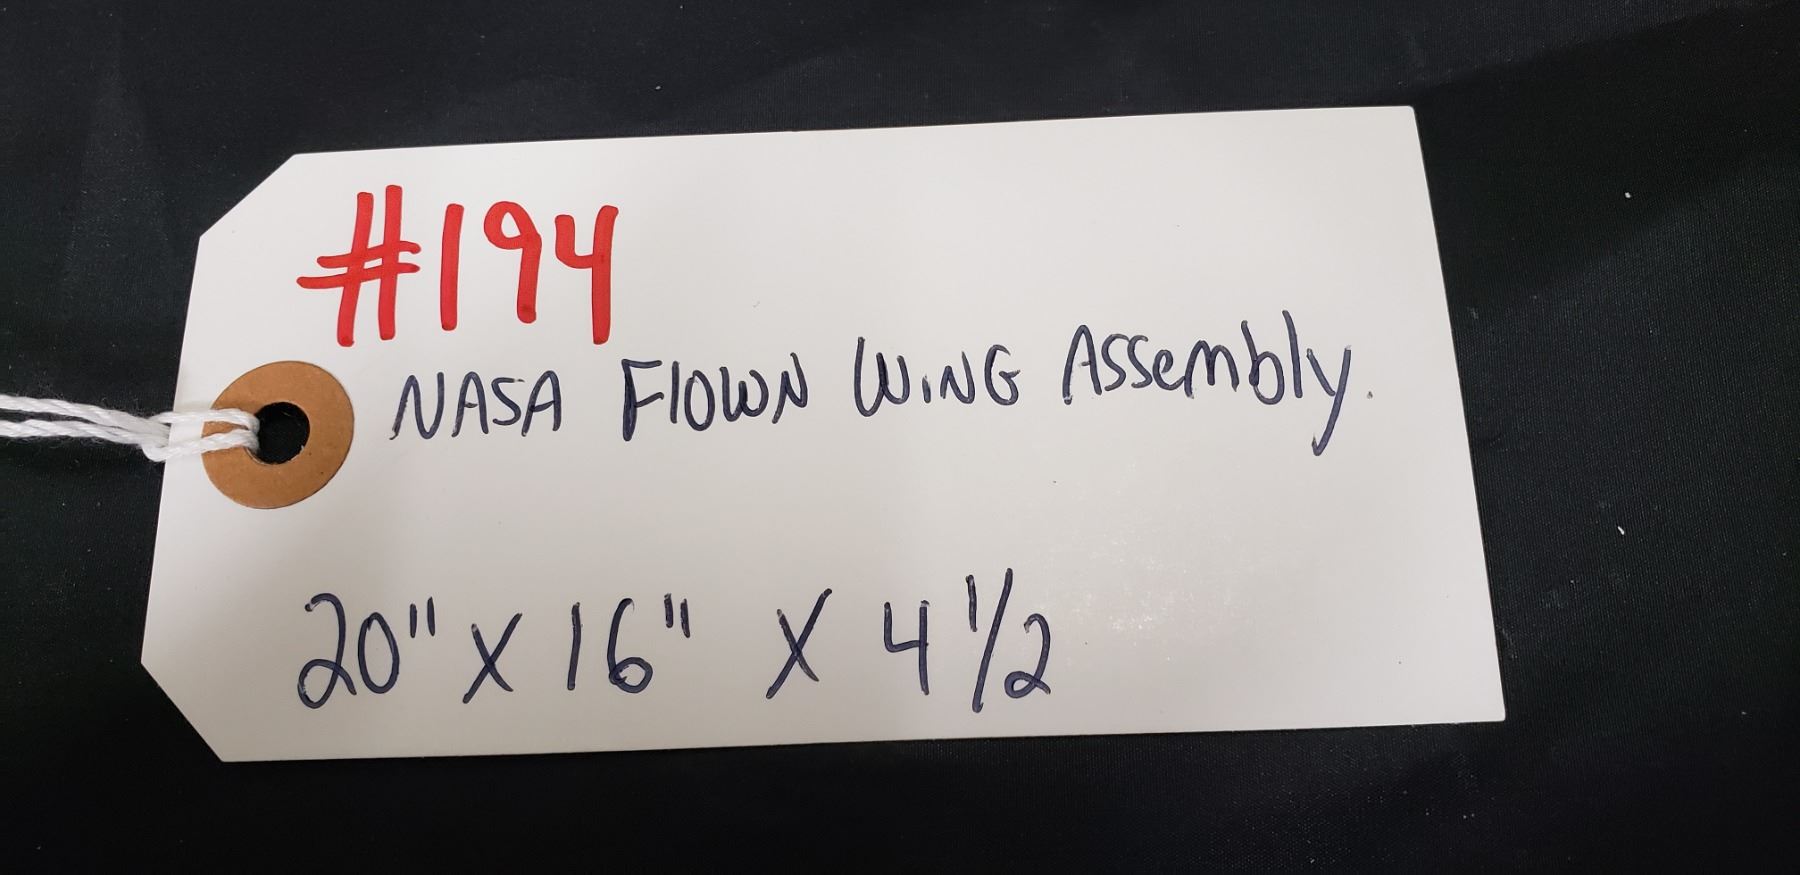 #194
NASA Flown Wing Assembly.
20" x 16" x 4 1/2